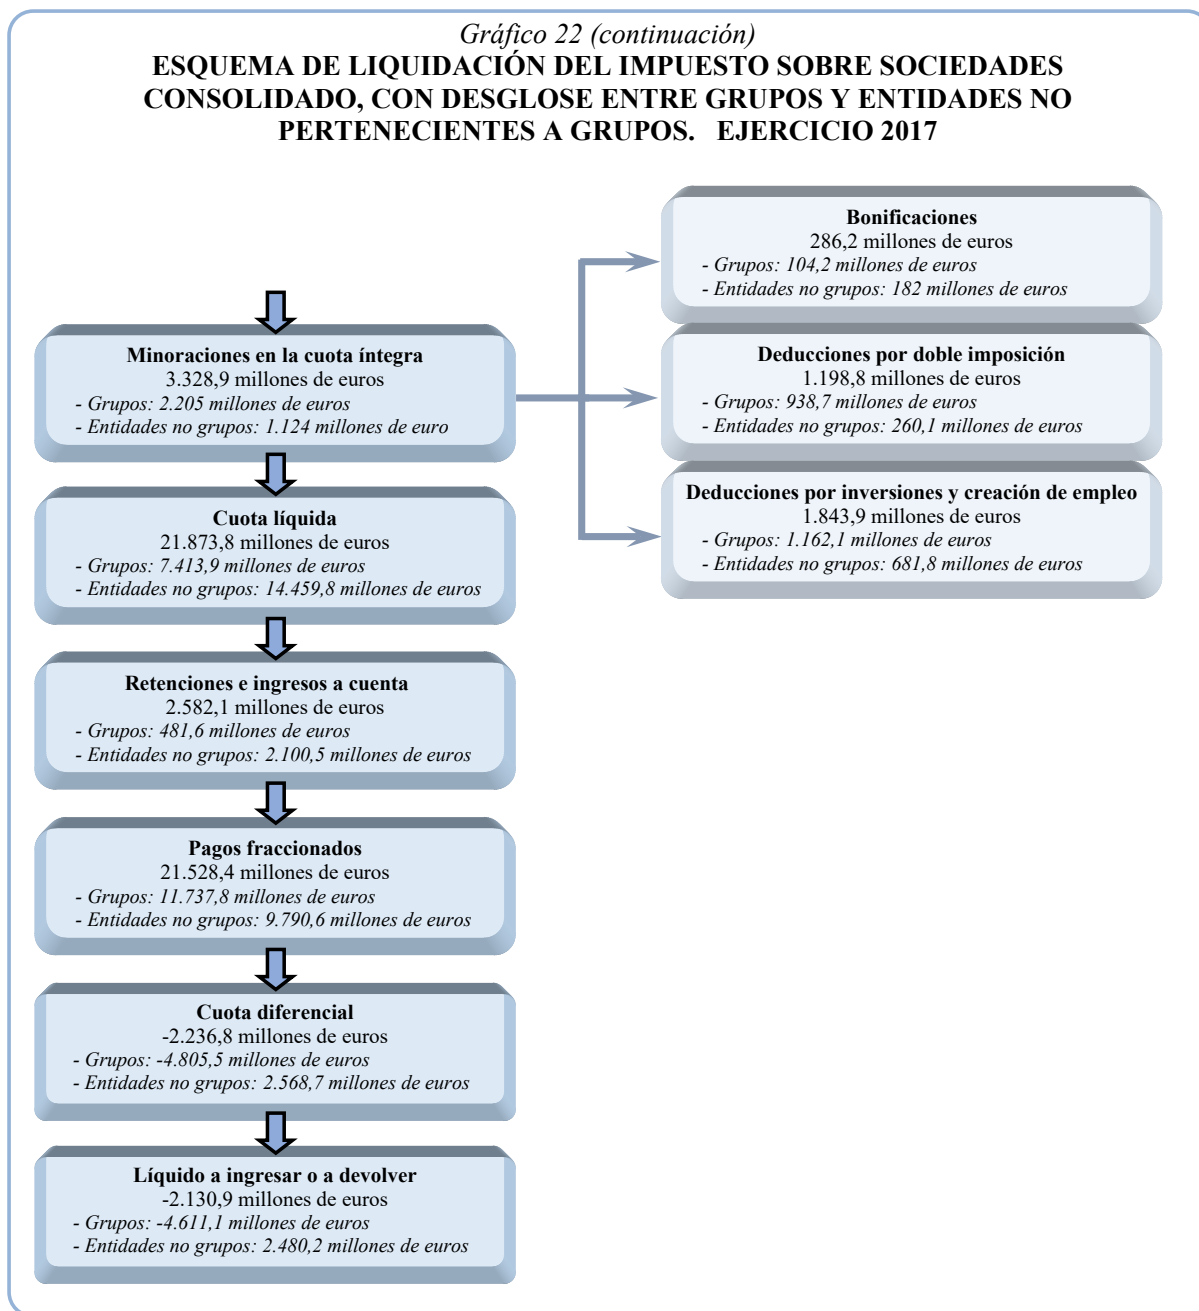 Gráfico 22 (continuación)
ESQUEMA DE LIQUIDACIÓN DEL IMPUESTO SOBRE SOCIEDADES
CONSOLIDADO, CON DESGLOSE ENTRE GRUPOS Y ENTIDADES NO
PERTENECIENTES A GRUPOS. EJERCICIO 2017
Minoraciones en la cuota íntegra
3.328,9 millones de euros
- Grupos: 2.205 millones de euros
- Entidades no grupos: 1.124 millones de euro
Bonificaciones
286,2 millones de euros
- Grupos: 104,2 millones de euros
- Entidades no grupos: 182 millones de euros
Deducciones por doble imposición
1.198,8 millones de euros
- Grupos: 938,7 millones de euros
- Entidades no grupos: 260,1 millones de euros
Deducciones por inversiones y creación de empleo
1.843,9 millones de euros
- Grupos: 1.162,1 millones de euros
- Entidades no grupos: 681,8 millones de euros
Cuota líquida
21.873,8 millones de euros
- Grupos: 7.413,9 millones de euros
- Entidades no grupos: 14.459,8 millones de euros
Retenciones e ingresos a cuenta
2.582,1 millones de euros
- Grupos: 481,6 millones de euros
- Entidades no grupos: 2.100,5 millones de euros
Pagos fraccionados
21.528,4 millones de euros
- Grupos: 11.737,8 millones de euros
- Entidades no grupos: 9.790,6 millones de euros
Cuota diferencial
-2.236,8 millones de euros
- Grupos: -4.805,5 millones de euros
- Entidades no grupos: 2.568,7 millones de euros
Líquido a ingresar o a devolver
-2.130,9 millones de euros
- Grupos: -4.611,1 millones de euros
- Entidades no grupos: 2.480,2 millones de euros